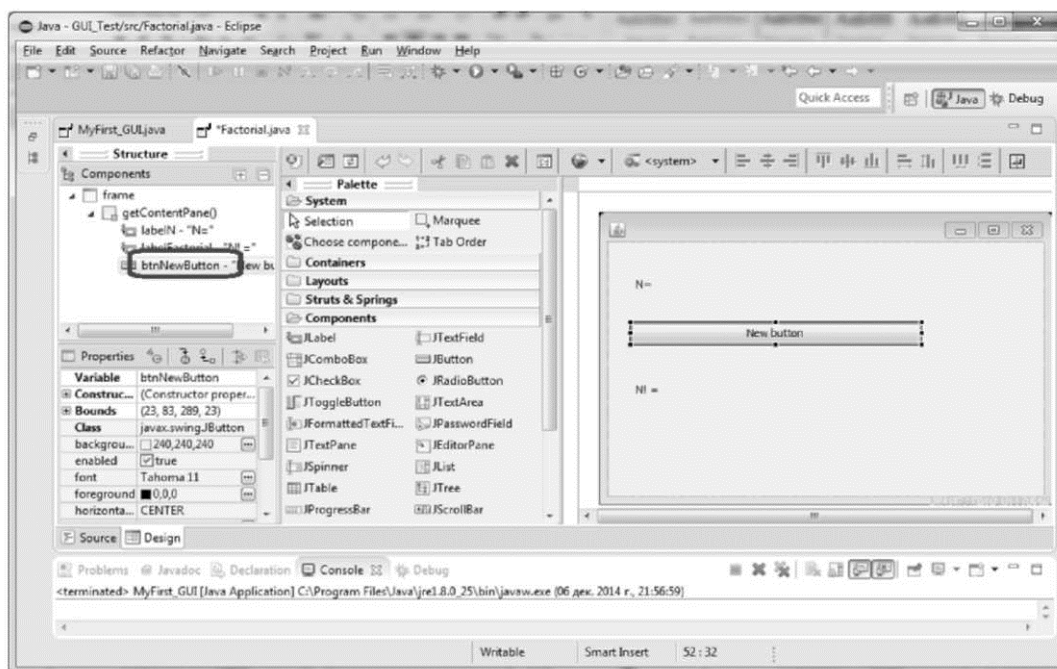 Java - GUI_Test/src/Factorial.java - Eclipse
File Edit Source Refactor Navigate Search Project Run Window Help
Quick Access Java Debug
MyFirst_GUI.java *Factorial.java
Structure
Components
frame
getContentPane()
labelN - "N="
labelFactorial - "N! ="
btnNewButton - "New bu
Properties
Variable btnNewButton
Construc... (Constructor proper...
Bounds (23, 83, 289, 23)
Class javax.swing.JButton
backgrou... 240,240,240
enabled true
font Tahoma 11
foreground 0,0,0
horizonta... CENTER
<system>
Palette
System
Selection Marquee
Choose compone... Tab Order
Containers
Layouts
Struts & Springs
Components
JLabel JTextField
JComboBox JButton
JCheckBox JRadioButton
JToggleButton JTextArea
JFormattedTextFi... JPasswordField
JTextPane JEditorPane
JSpinner JList
JTable JTree
JProgressBar JScrollBar
N=
New button
N! =
Source Design
Problems Javadoc Declaration Console Debug
<terminated> MyFirst_GUI [Java Application] C:\Program Files\Java\jre1.8.0_25\bin\javaw.exe (06 дек. 2014 г., 21:56:59)
Writable Smart Insert 52 : 32